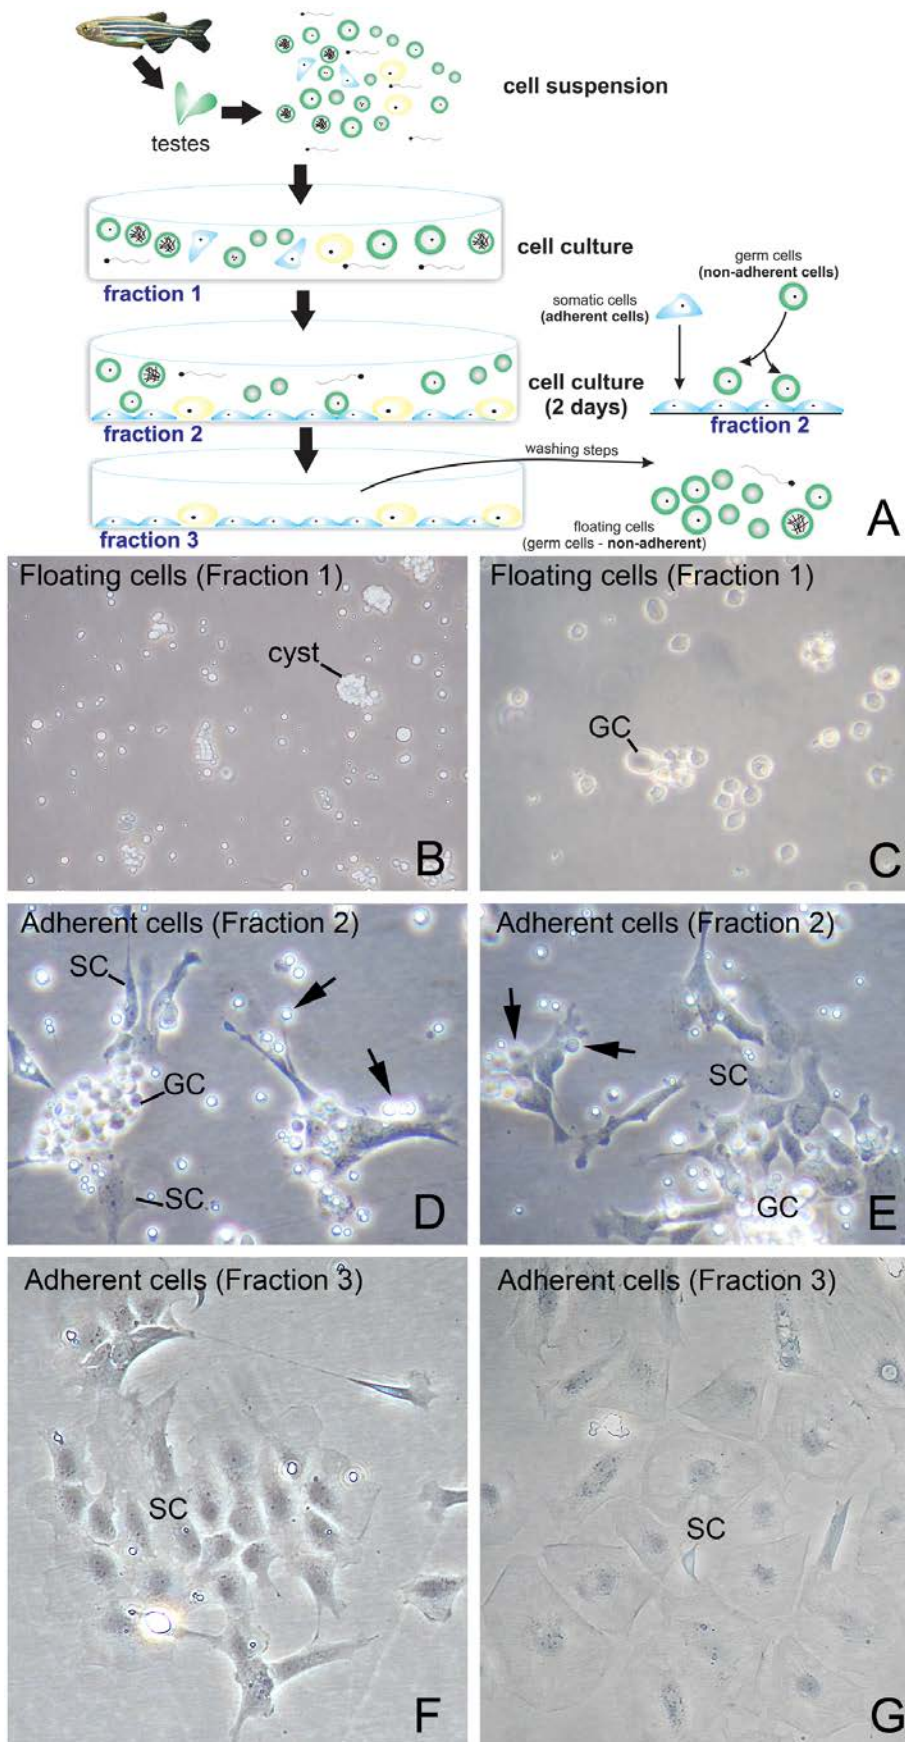 cell suspension
testes
cell culture
fraction 1
germ cells
(non-adherent cells)
somatic cells
(adherent cells)
cell culture
(2 days)
fraction 2
fraction 2
washing steps
floating cells
(germ cells - non-adherent)
fraction 3
A
Floating cells (Fraction 1)
cyst
B
Floating cells (Fraction 1)
GC
C
Adherent cells (Fraction 2)
SC
GC
SC
D
Adherent cells (Fraction 2)
SC
GC
E
Adherent cells (Fraction 3)
SC
F
Adherent cells (Fraction 3)
SC
G